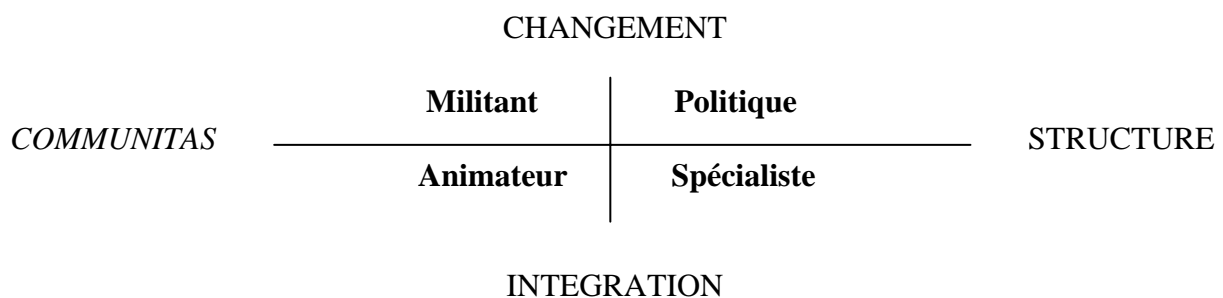 CHANGEMENT
Militant Politique
COMMUNITAS STRUCTURE
Animateur Spécialiste
INTEGRATION